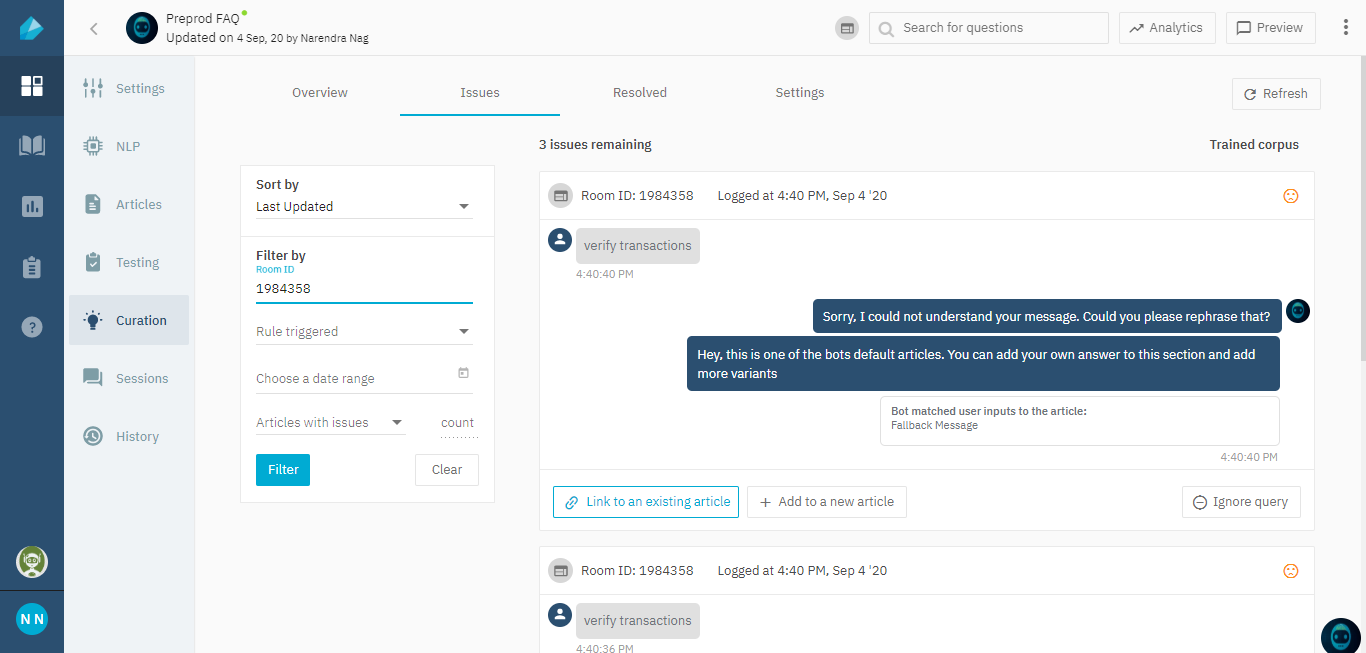 Preprod FAQ
Updated on 4 Sep, 20 by Narendra Nag
Search for questions
Analytics
Preview
Settings
NLP
Articles
Testing
Curation
Sessions
History
?
N N
Overview
Issues
Resolved
Settings
Refresh
3 issues remaining
Trained corpus
Sort by
Last Updated
Filter by
Room ID
1984358
Rule triggered
Choose a date range
Articles with issues
count
Filter
Clear
Room ID: 1984358
Logged at 4:40 PM, Sep 4 '20
verify transactions
4:40:40 PM
Sorry, I could not understand your message. Could you please rephrase that?
Hey, this is one of the bots default articles. You can add your own answer to this section and add
more variants
Bot matched user inputs to the article:
Fallback Message
4:40:40 PM
Link to an existing article
Add to a new article
Ignore query
Room ID: 1984358
Logged at 4:40 PM, Sep 4 '20
verify transactions
4:40:36 PM